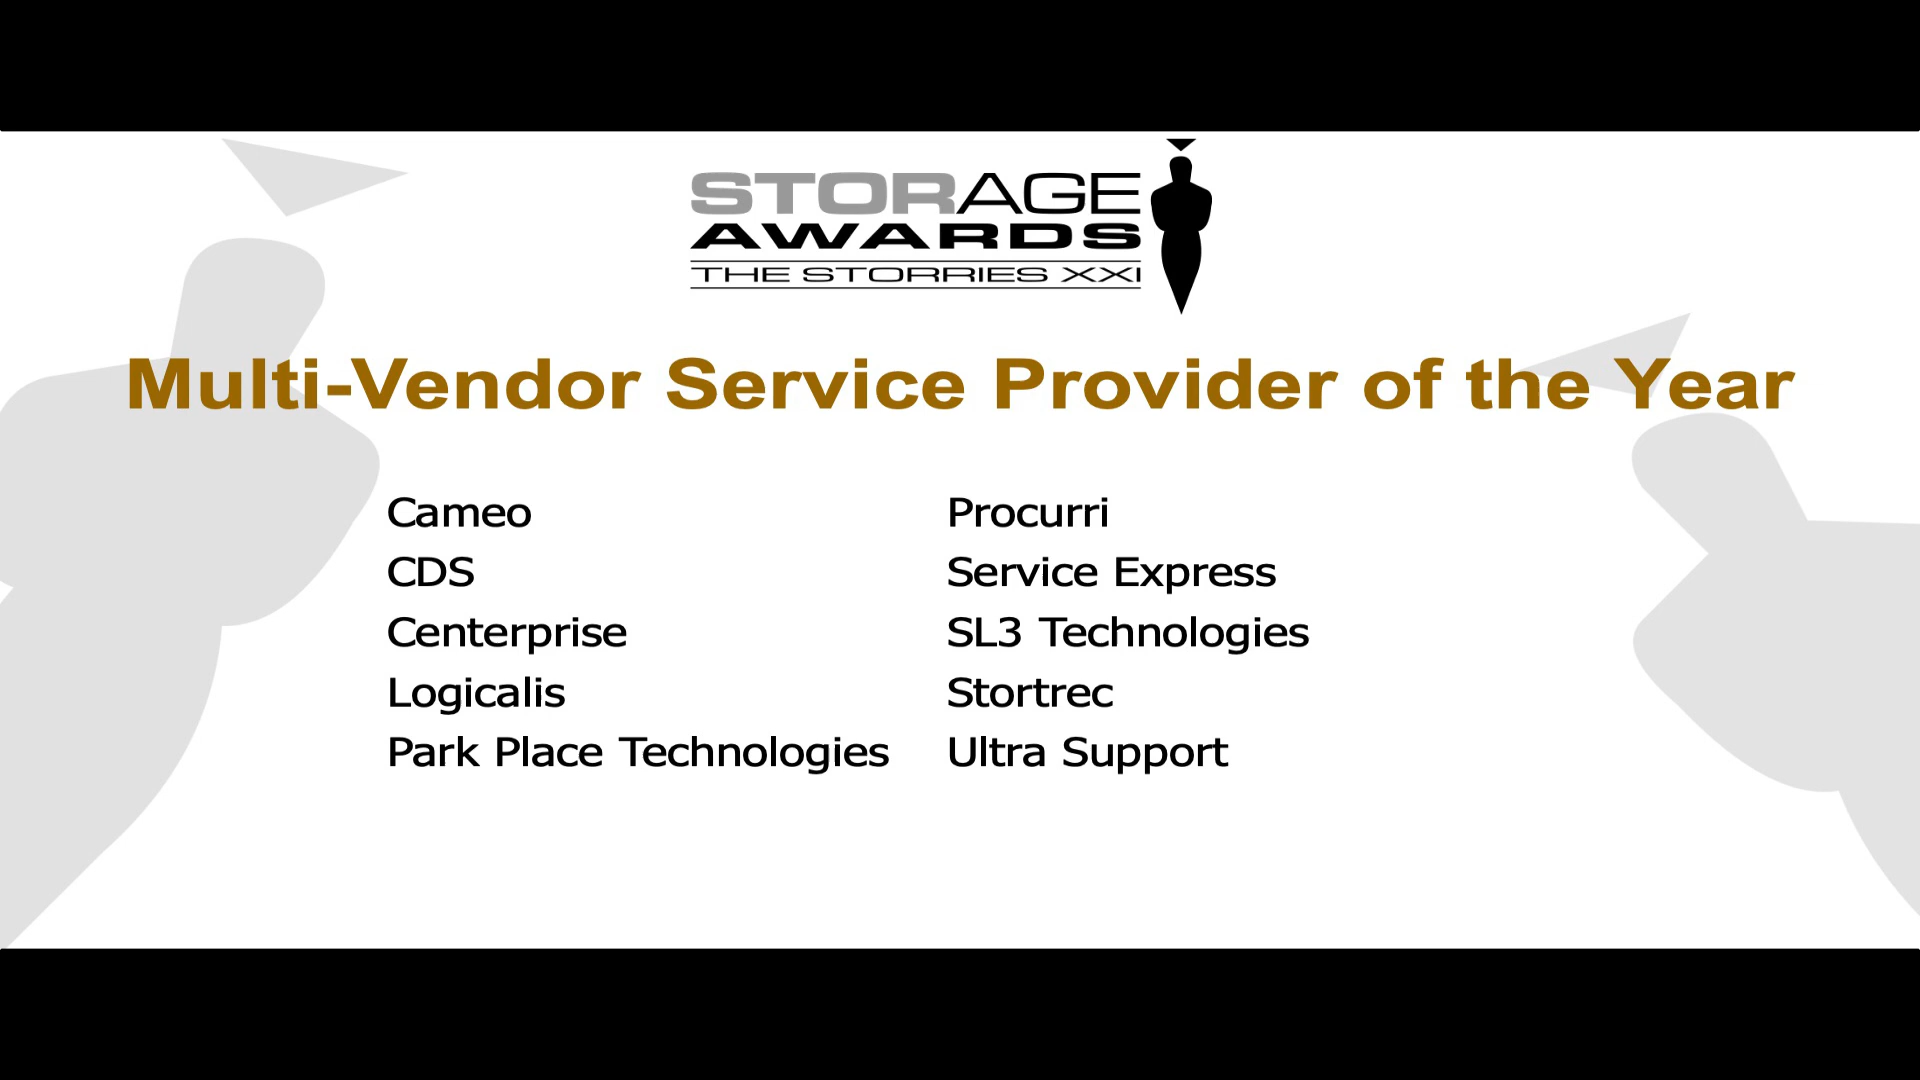 STORAGE
AWARDS
THE STORRIES XXI
Multi-Vendor Service Provider of the Year
Cameo
CDS
Centerprise
Logicalis
Park Place Technologies
Procurri
Service Express
SL3 Technologies
Stortrec
Ultra Support